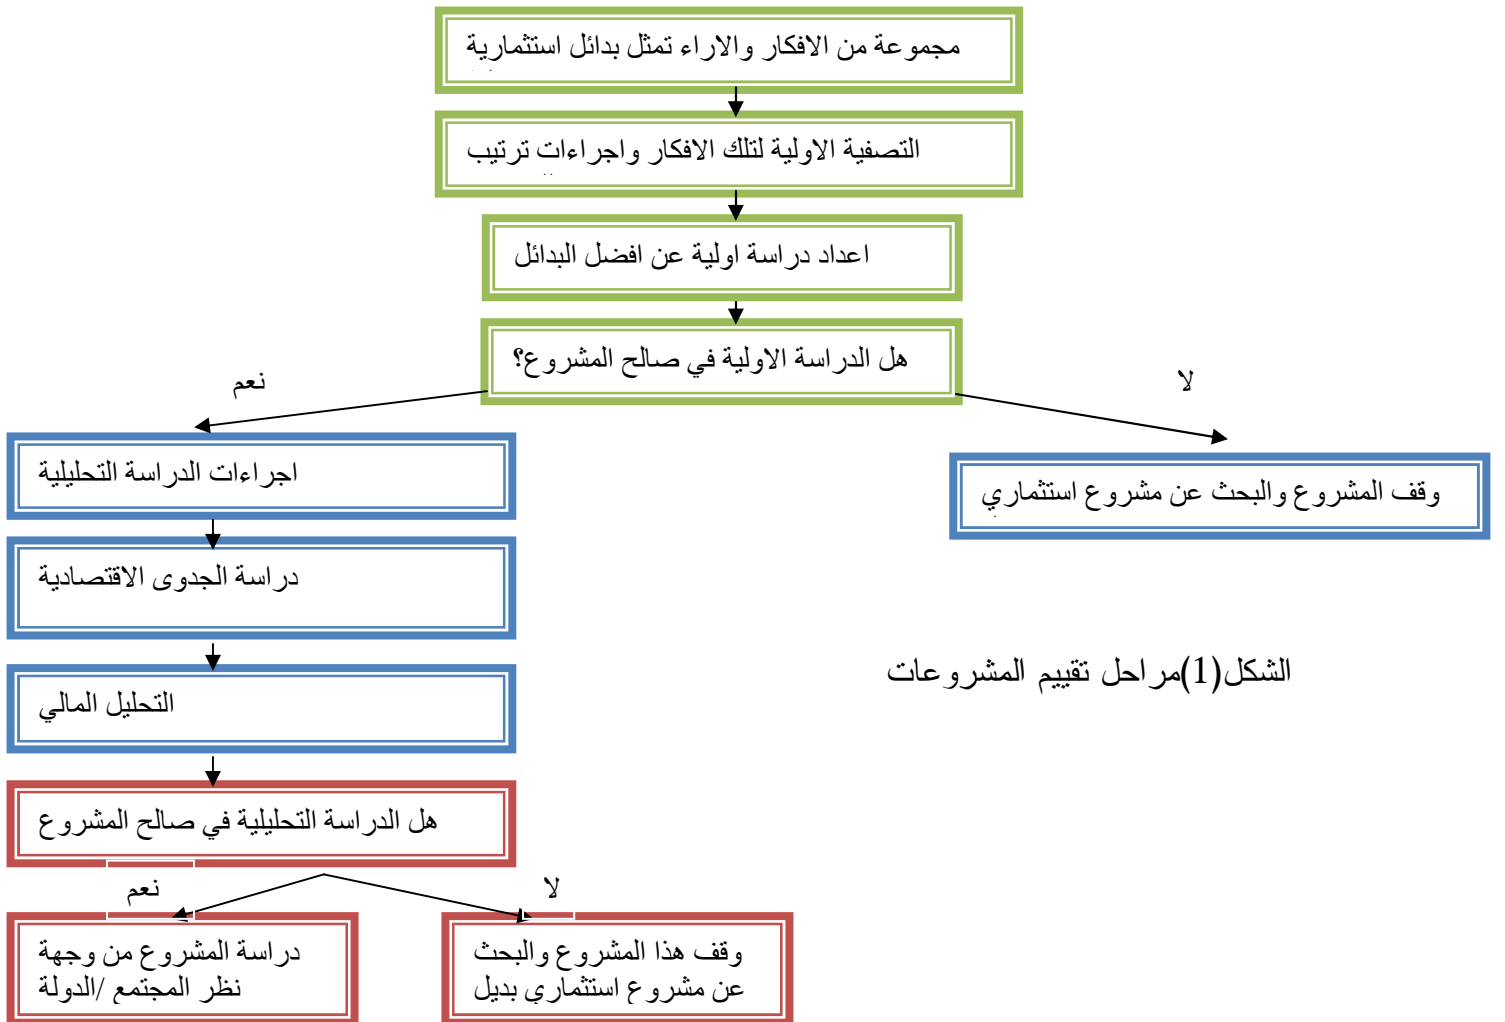 مجموعة من الافكار والاراء تمثل بدائل استثمارية
التصفية الاولية لتلك الافكار واجراءات ترتيب
اعداد دراسة اولية عن افضل البدائل
هل الدراسة الاولية في صالح المشروع؟
لا
نعم
وقف المشروع والبحث عن مشروع استثماري
اجراءات الدراسة التحليلية
دراسة الجدوى الاقتصادية
الشكل(1)مراحل تقييم المشروعات
التحليل المالي
هل الدراسة التحليلية في صالح المشروع
لا
نعم
وقف هذا المشروع والبحث
عن مشروع استثماري بديل
دراسة المشروع من وجهة
نظر المجتمع /الدولة